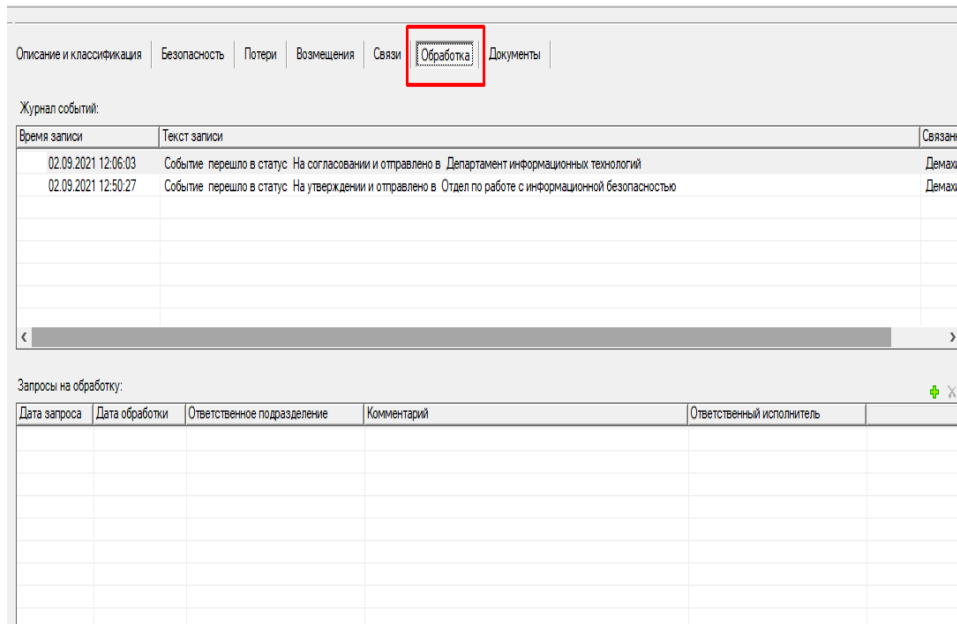 Описание и классификация Безопасность Потери Возмещения Связи Обработка Документы
Журнал событий:
Время записи Текст записи
02.09.2021 12:06:03 Событие перешло в статус На согласовании и отправлено в Департамент информационных технологий
02.09.2021 12:50:27 Событие перешло в статус На утверждении и отправлено в Отдел по работе с информационной безопасностью
Запросы на обработку:
Дата запроса Дата обработки Ответственное подразделение Комментарий Ответственный исполнитель